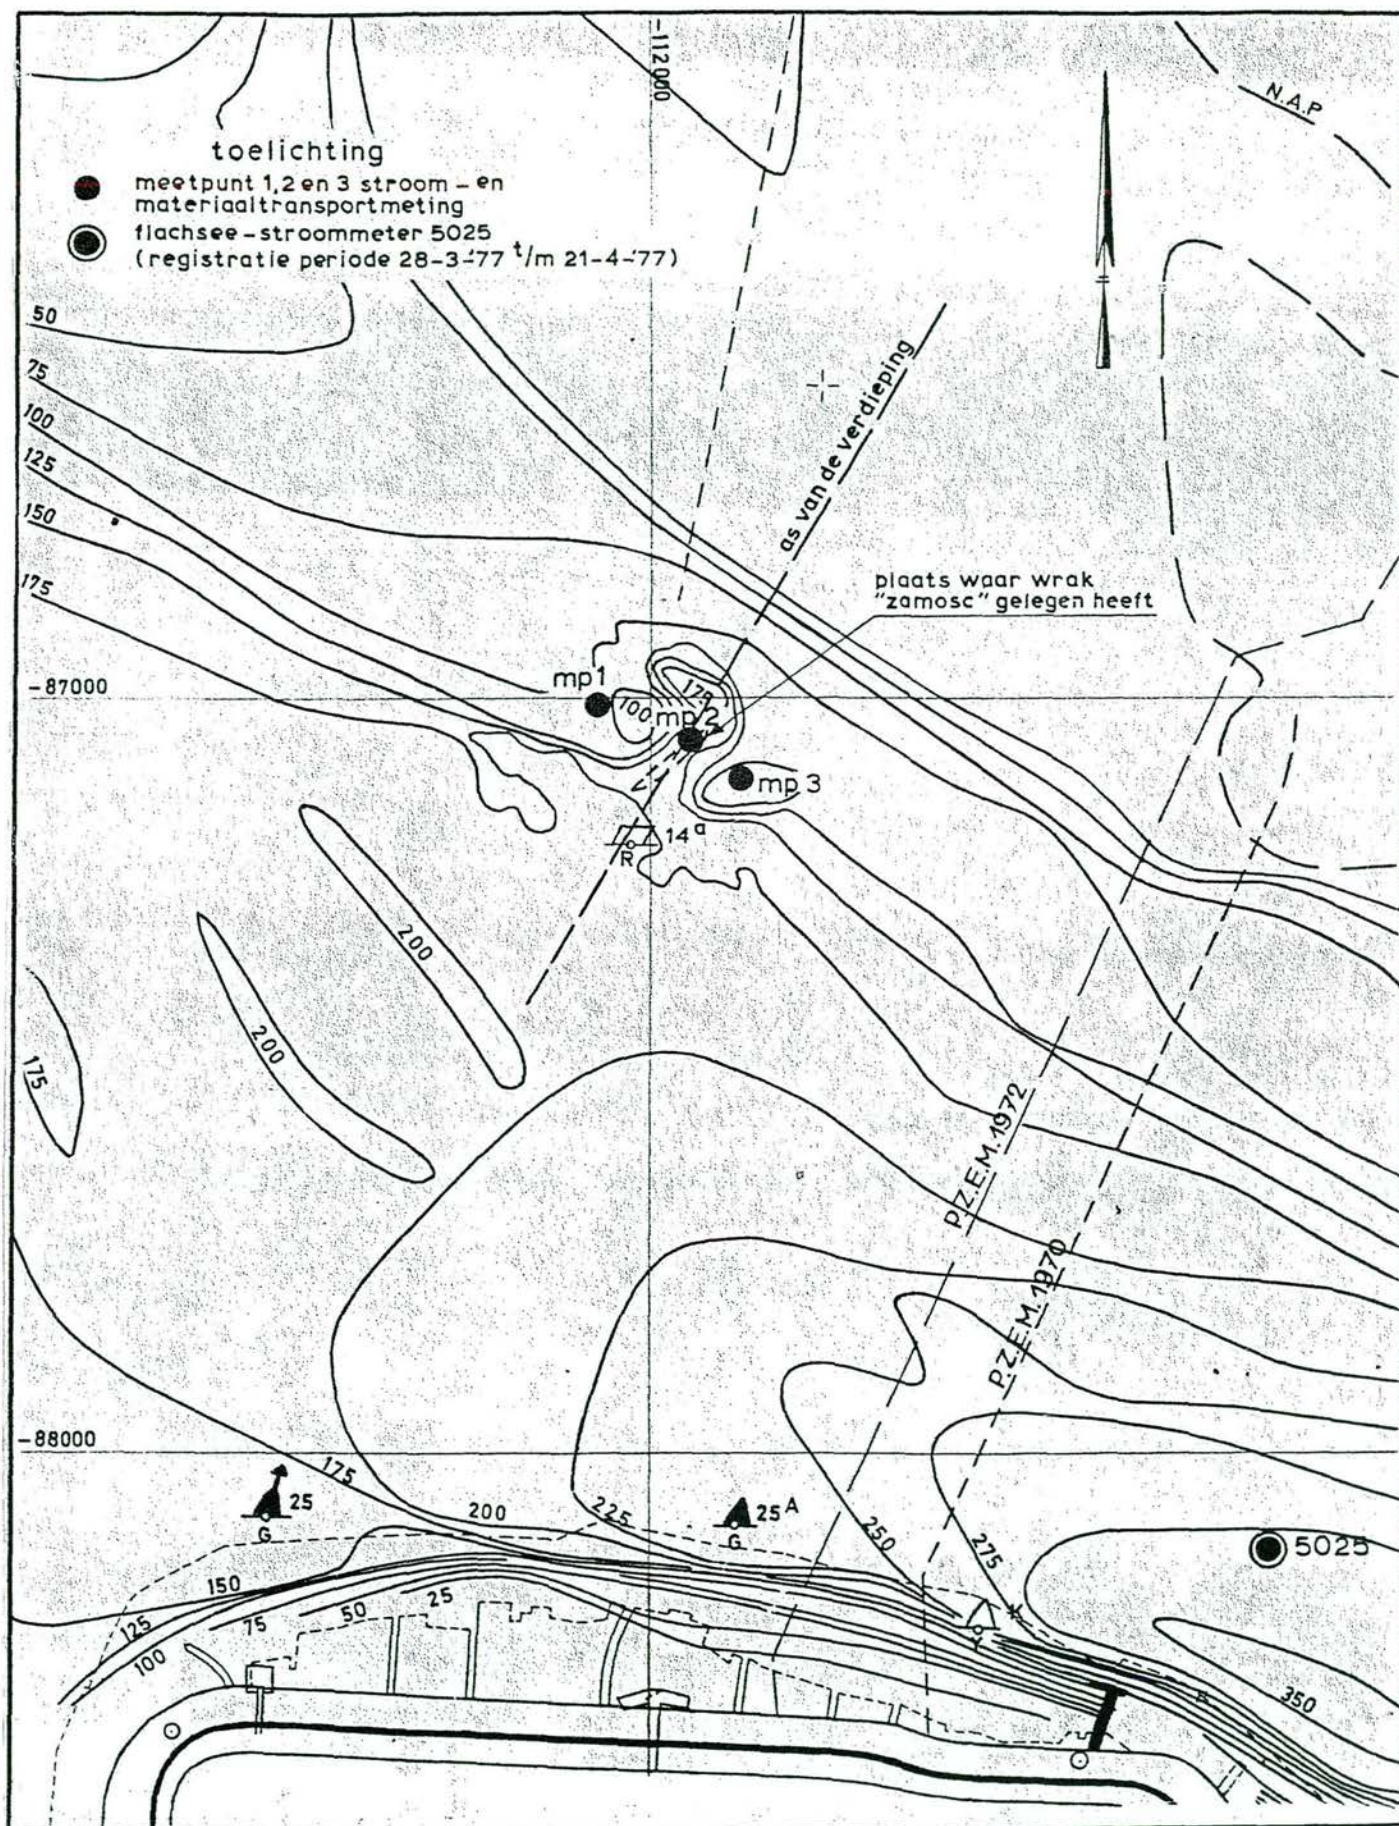 -112000
N.A.P
toelichting
meetpunt 1,2 en 3 stroom – en
materiaaltransportmeting
flachsee – stroommeter 5025
(registratie periode 28-3-'77 t/m 21-4-'77)
50
75
100
125
150
175
as van de verdieping
plaats waar wrak
"zamosc" gelegen heeft
-87000
mp1
175
100
mp2
mp 3
14ª
R
200
200
175
P.Z.E.M. 1972
P.Z.E.M. 1970
-88000
175
25
G
200
225
25 A
G
250
275
5025
150
125
100
75
50
25
Y
350